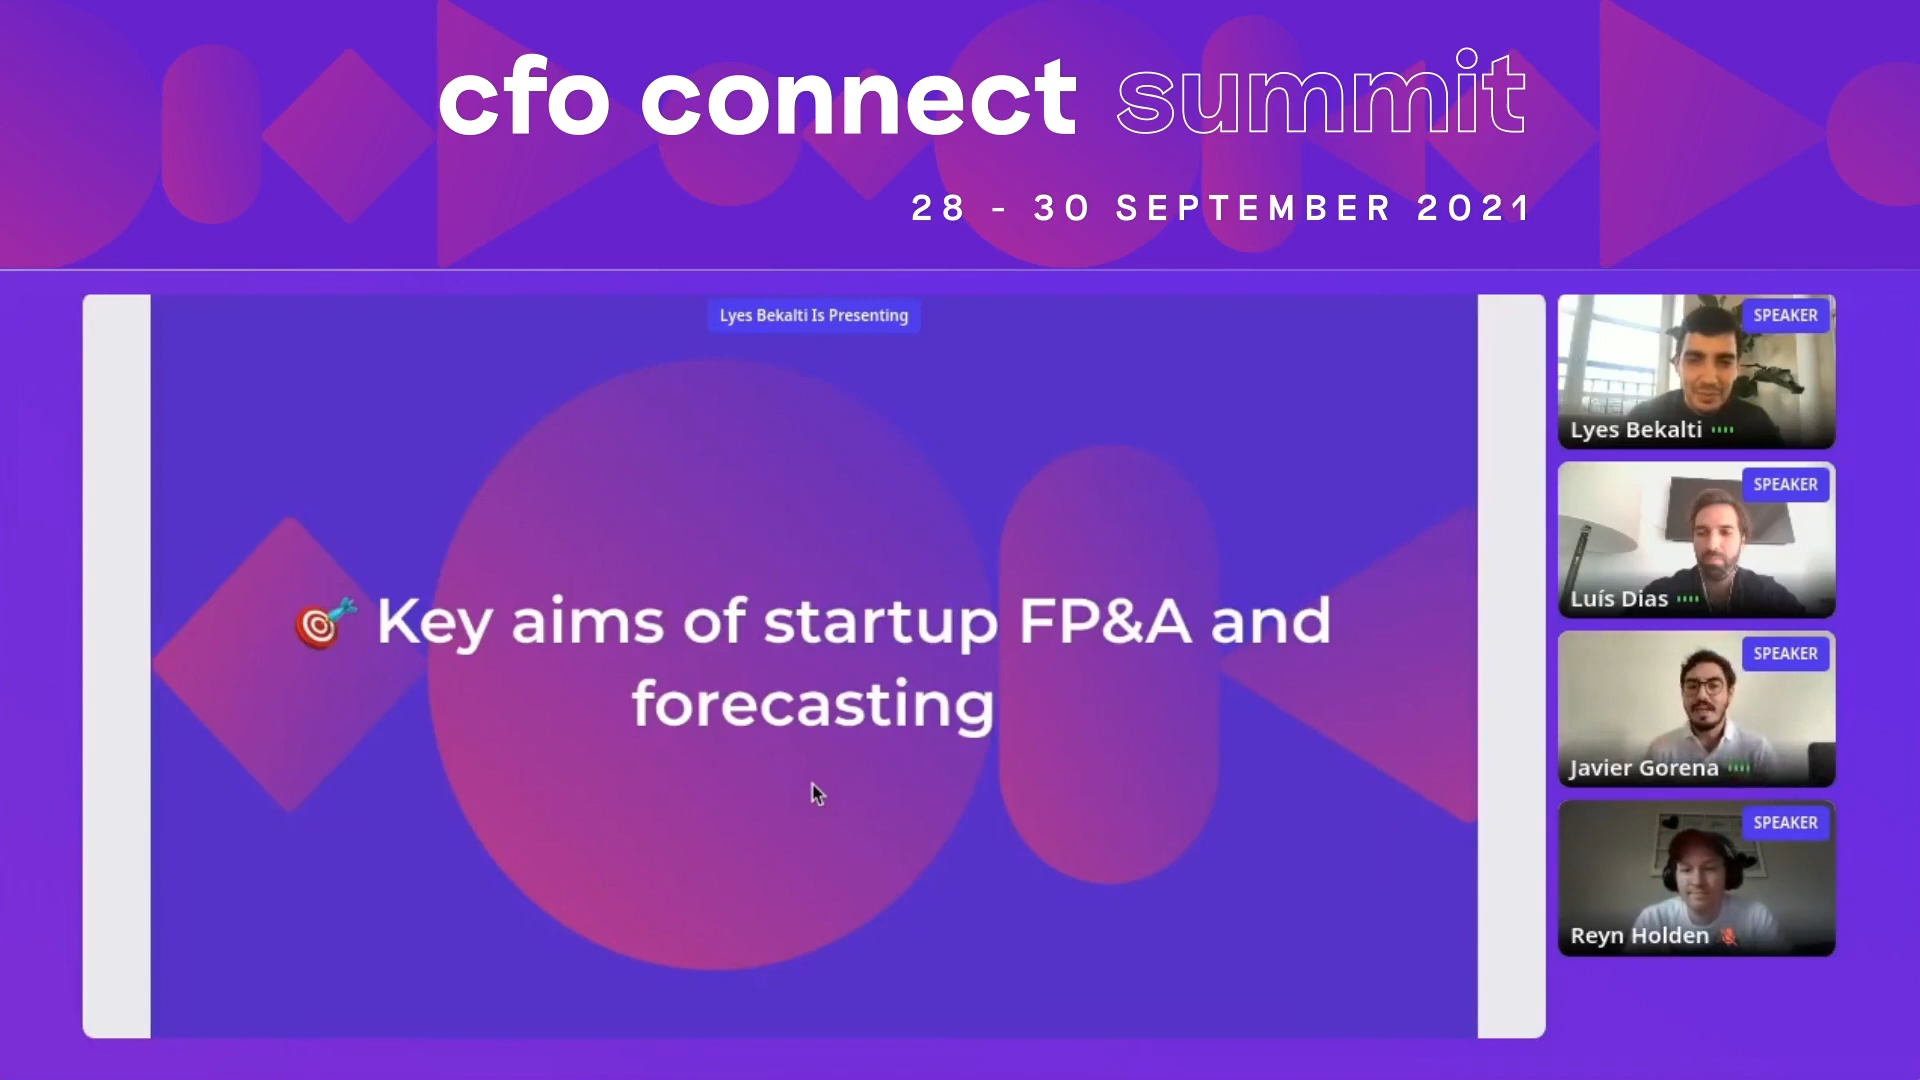 cfo connect summit
28 - 30 SEPTEMBER 2021
Lyes Bekalti Is Presenting
Key aims of startup FP&A and
forecasting
SPEAKER
Lyes Bekalti
SPEAKER
Luís Dias
SPEAKER
Javier Gorena
SPEAKER
Reyn Holden